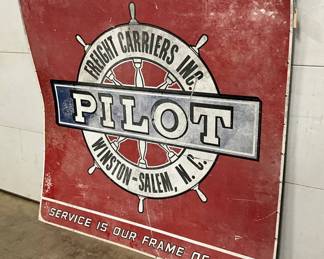 FREIGHT CARRIERS INC.
PILOT
WINSTON-SALEM, N. C.
SERVICE IS OUR FRAME OF